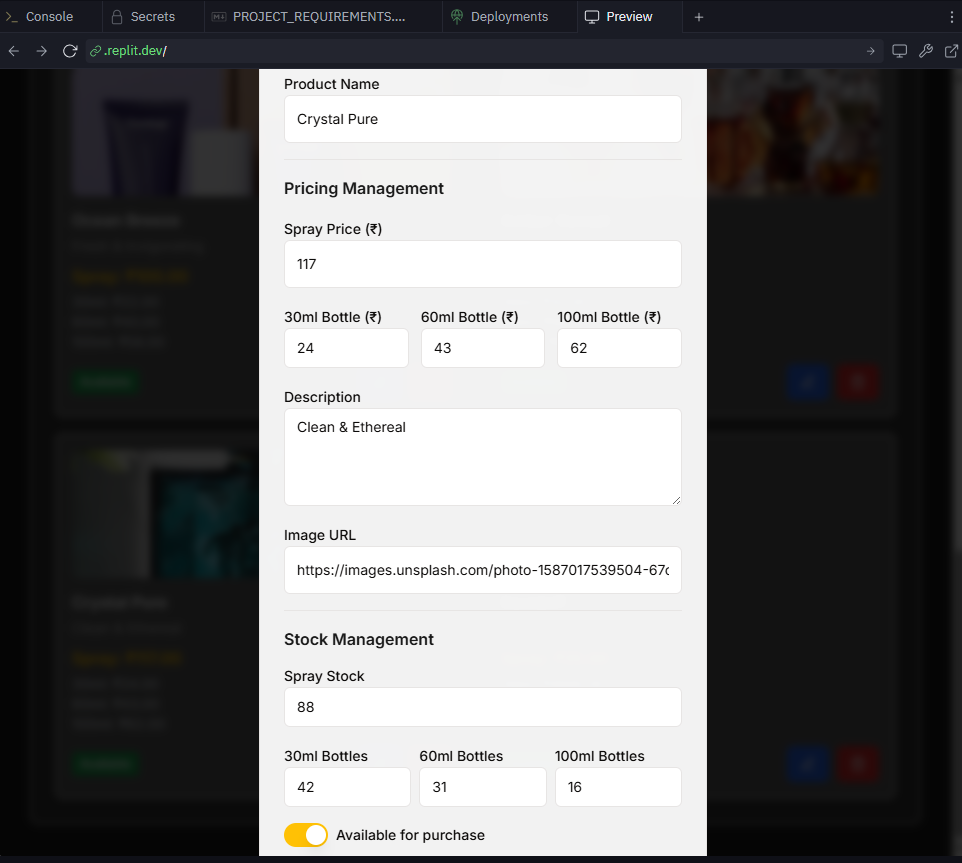 Console Secrets PROJECT_REQUIREMENTS.... Deployments Preview
.replit.dev/
Product Name
Crystal Pure
Pricing Management
Spray Price (₹)
117
30ml Bottle (₹) 60ml Bottle (₹) 100ml Bottle (₹)
24 43 62
Description
Clean & Ethereal
Image URL
https://images.unsplash.com/photo-1587017539504-67c
Stock Management
Spray Stock
88
30ml Bottles 60ml Bottles 100ml Bottles
42 31 16
Available for purchase